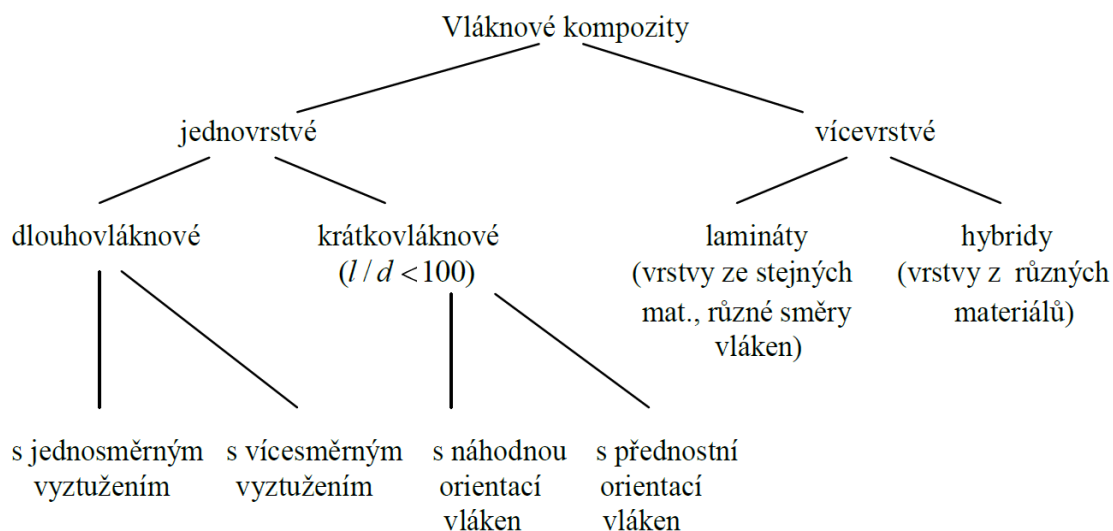 Vláknové kompozity
jednovrstvé
vícevrstvé
dlouhovláknové
krátkovláknové
(l / d < 100)
lamináty
(vrstvy ze stejných
mat., různé směry
vláken)
hybridy
(vrstvy z různých
materiálů)
s jednosměrným
vyztužením
s vícesměrným
vyztužením
s náhodnou
orientací
vláken
s přednostní
orientací
vláken